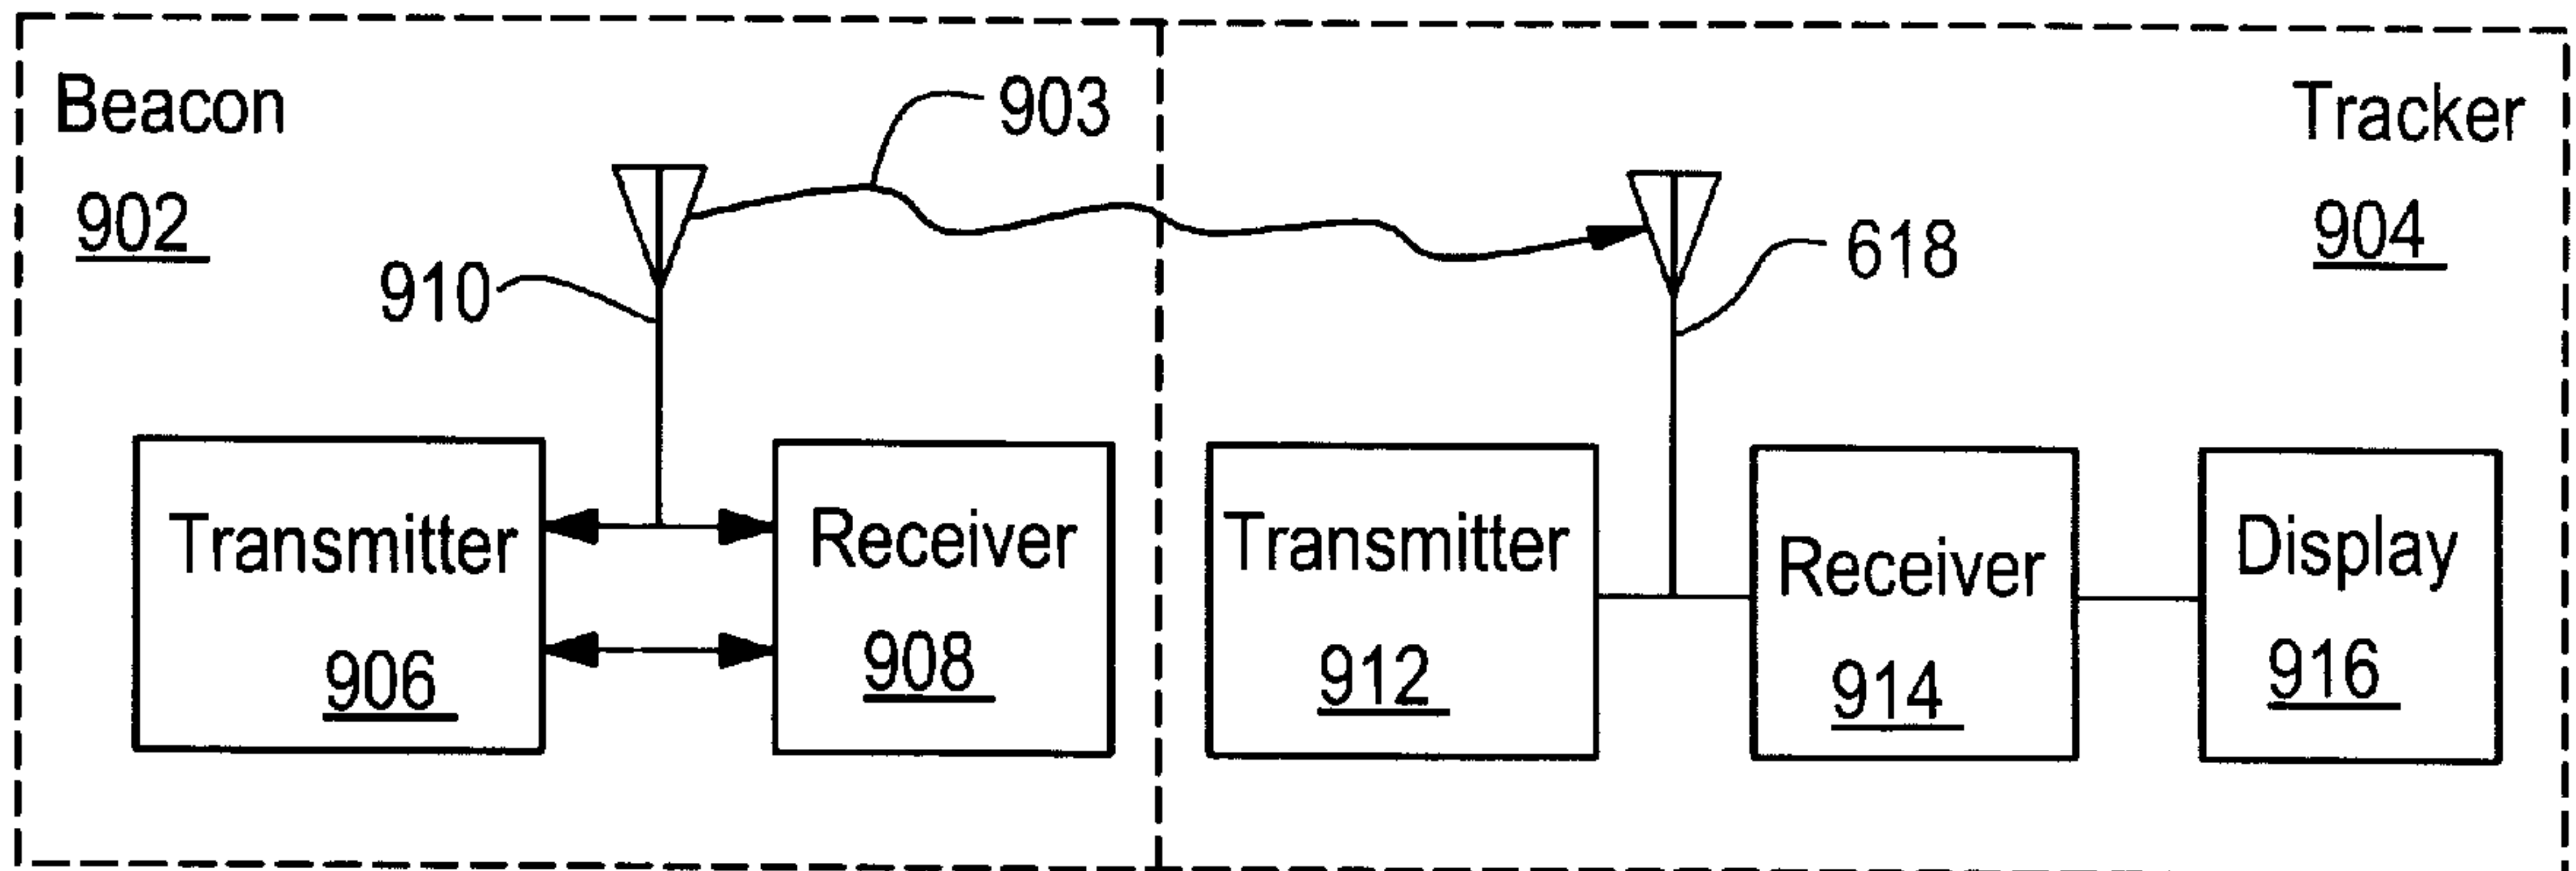 Beacon
902
903
910
Transmitter
906
Receiver
908
Tracker
904
618
Transmitter
912
Receiver
914
Display
916